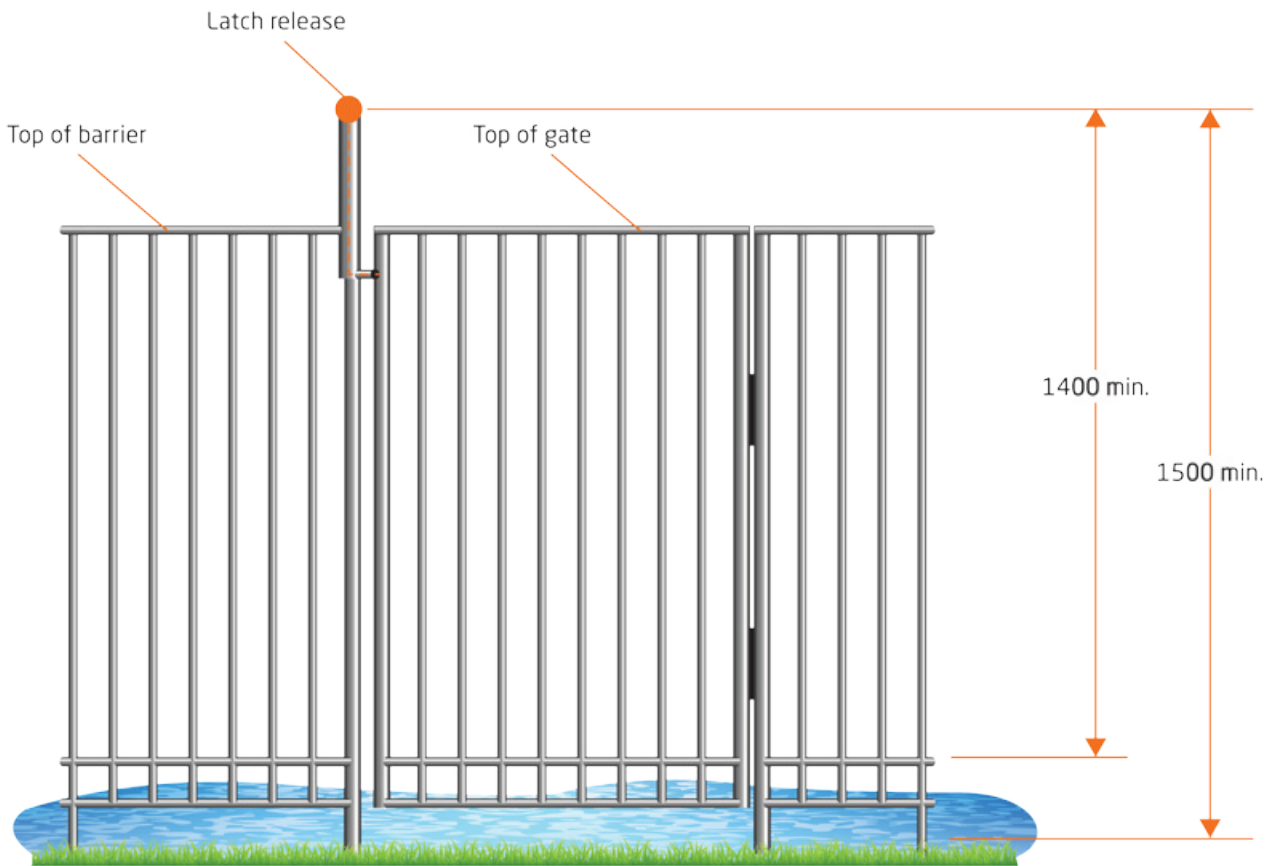 Latch release
Top of barrier
Top of gate
1400 min.
1500 min.